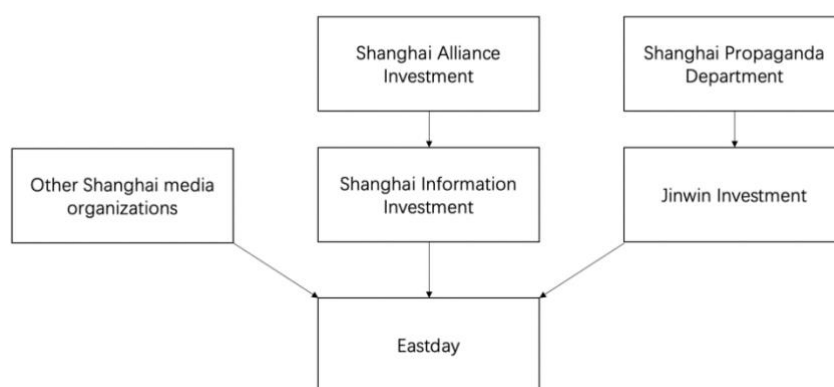 Shanghai Alliance
Investment
Shanghai Propaganda
Department
Other Shanghai media
organizations
Shanghai Information
Investment
Jinwin Investment
Eastday